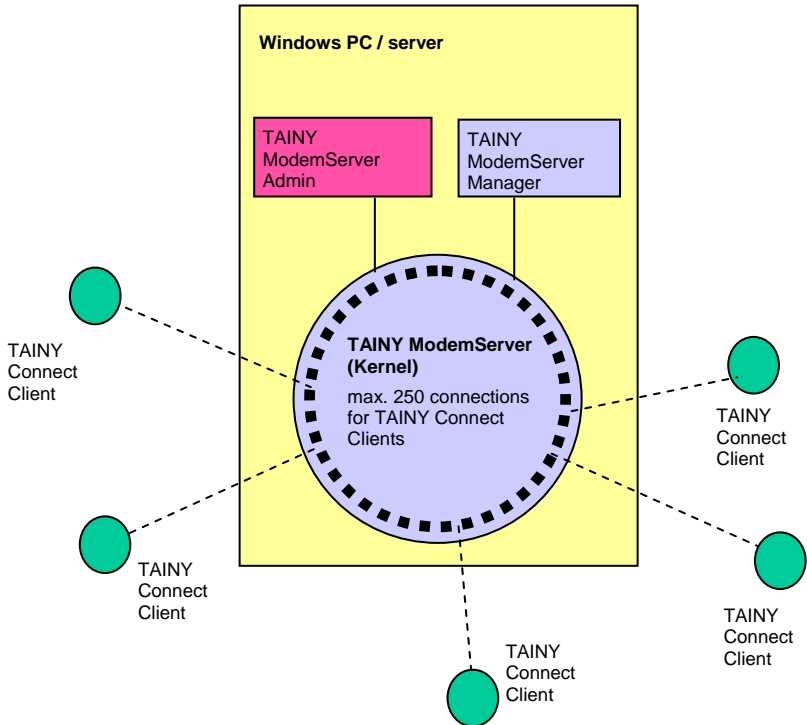 Windows PC / server
TAINY
ModemServer
Admin
TAINY
ModemServer
Manager
TAINY ModemServer
(Kernel)
max. 250 connections
for TAINY Connect
Clients
TAINY
Connect
Client
TAINY
Connect
Client
TAINY
Connect
Client
TAINY
Connect
Client
TAINY
Connect
Client